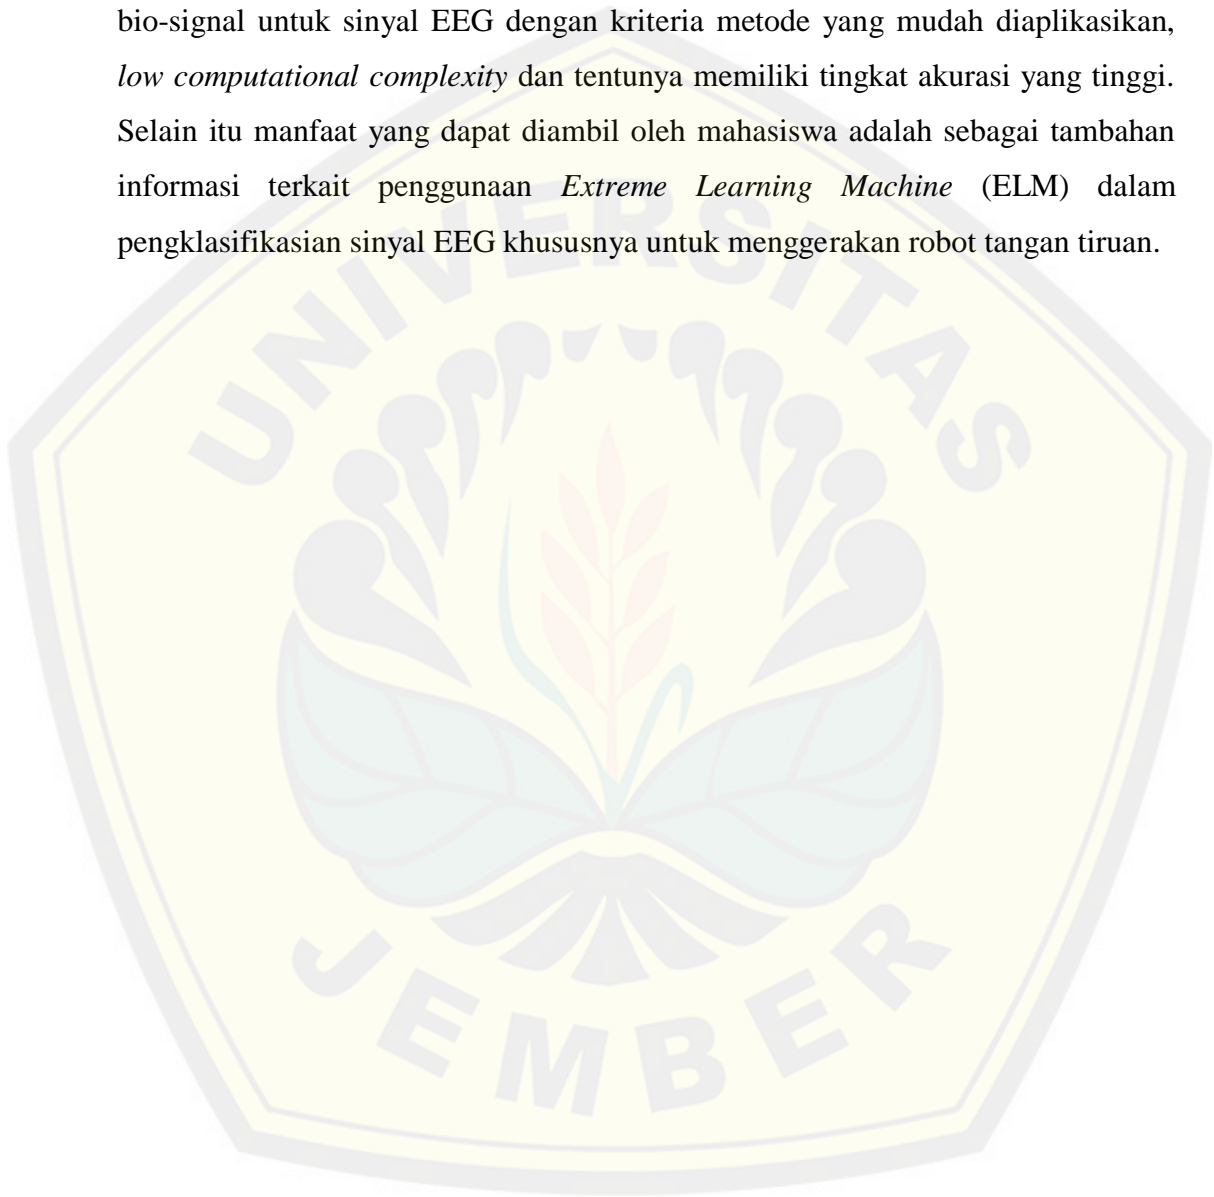 bio-signal untuk sinyal EEG dengan kriteria metode yang mudah diaplikasikan,
low computational complexity dan tentunya memiliki tingkat akurasi yang tinggi.
Selain itu manfaat yang dapat diambil oleh mahasiswa adalah sebagai tambahan
informasi terkait penggunaan Extreme Learning Machine (ELM) dalam
pengklasifikasian sinyal EEG khususnya untuk menggerakan robot tangan tiruan.
UNIVERSITAS
JEMBER